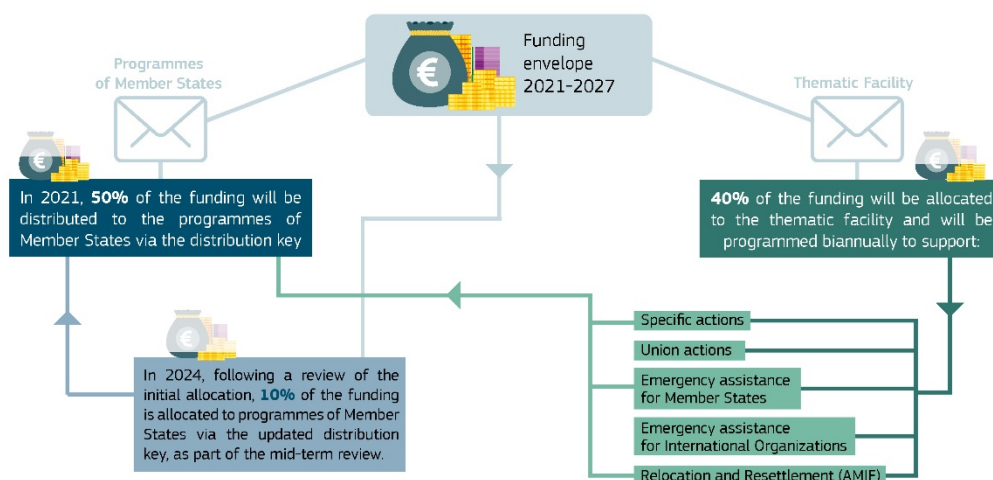 Funding
envelope
2021-2027
Programmes
of Member States
Thematic Facility
In 2021, 50% of the funding will be
distributed to the programmes of
Member States via the distribution key
40% of the funding will be allocated
to the thematic facility and will be
programmed biannually to support:
Specific actions
Union actions
Emergency assistance
for Member States
Emergency assistance
for International Organizations
Relocation and Resettlement (AMIF)
In 2024, following a review of the
initial allocation, 10% of the funding
is allocated to programmes of Member
States via the updated distribution
key, as part of the mid-term review.